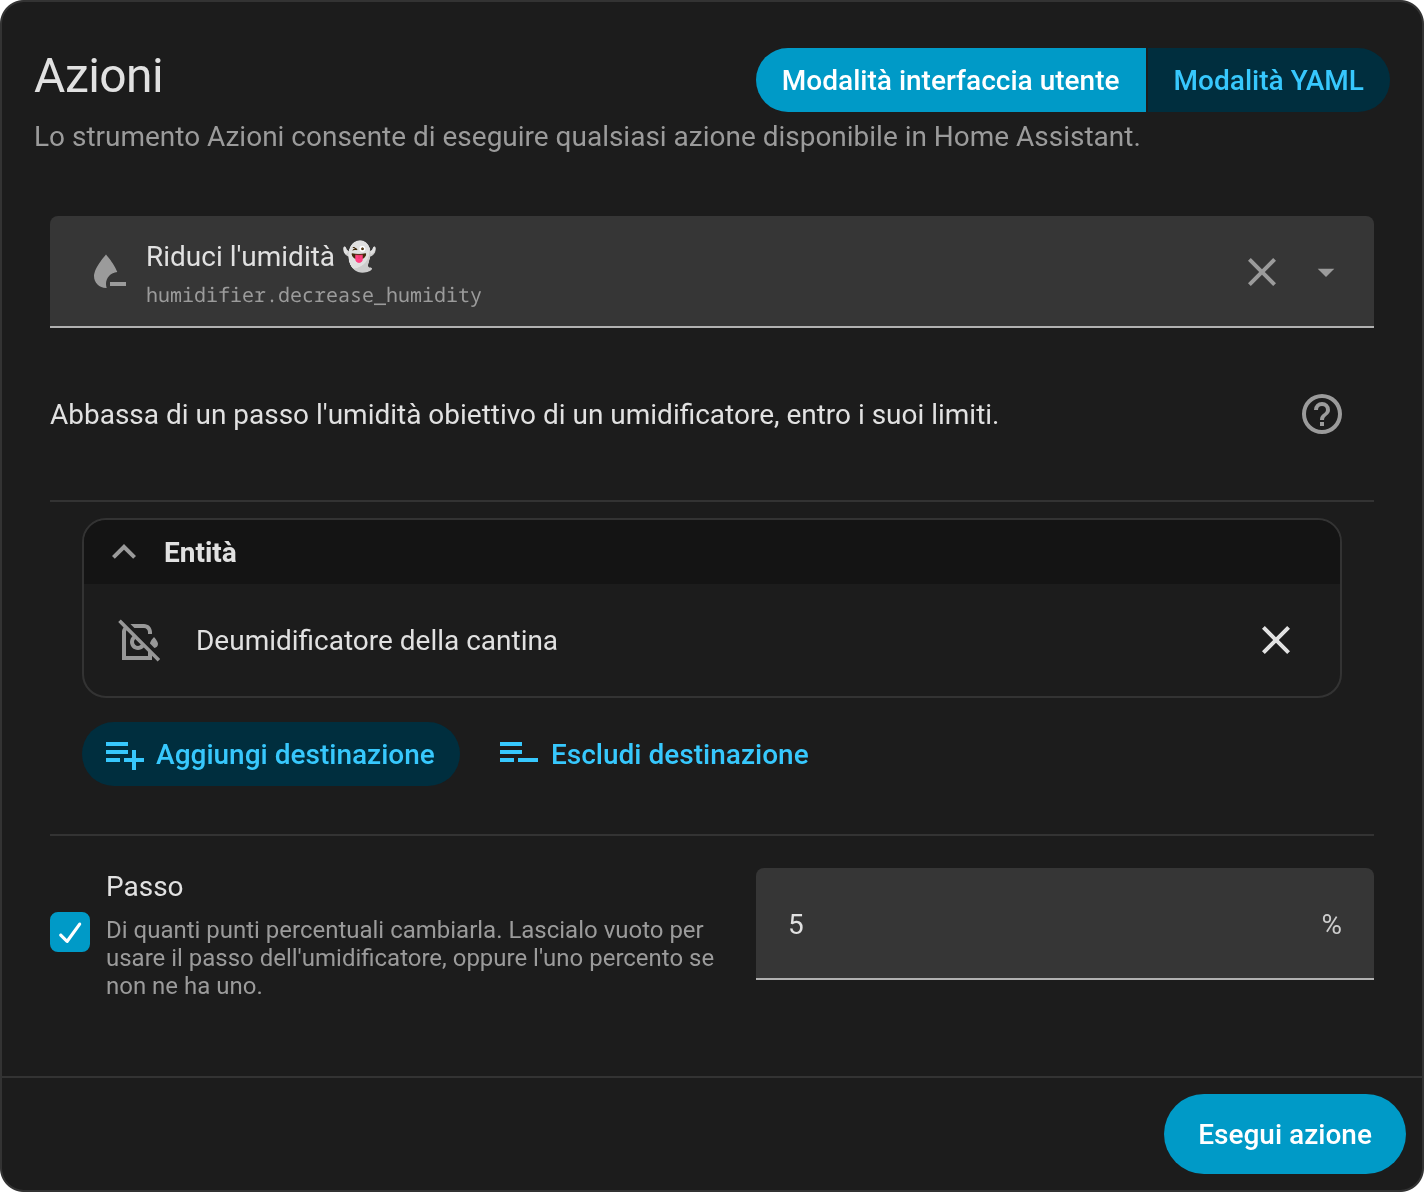 Azioni
Modalità interfaccia utente
Modalità YAML
Lo strumento Azioni consente di eseguire qualsiasi azione disponibile in Home Assistant.
Riduci l'umidità 👻
humidifier.decrease_humidity
Abbassa di un passo l'umidità obiettivo di un umidificatore, entro i suoi limiti.
Entità
Deumidificatore della cantina
Aggiungi destinazione
Escludi destinazione
Passo
Di quanti punti percentuali cambiarla. Lascialo vuoto per
usare il passo dell'umidificatore, oppure l'uno percento se
non ne ha uno.
5 %
Esegui azione